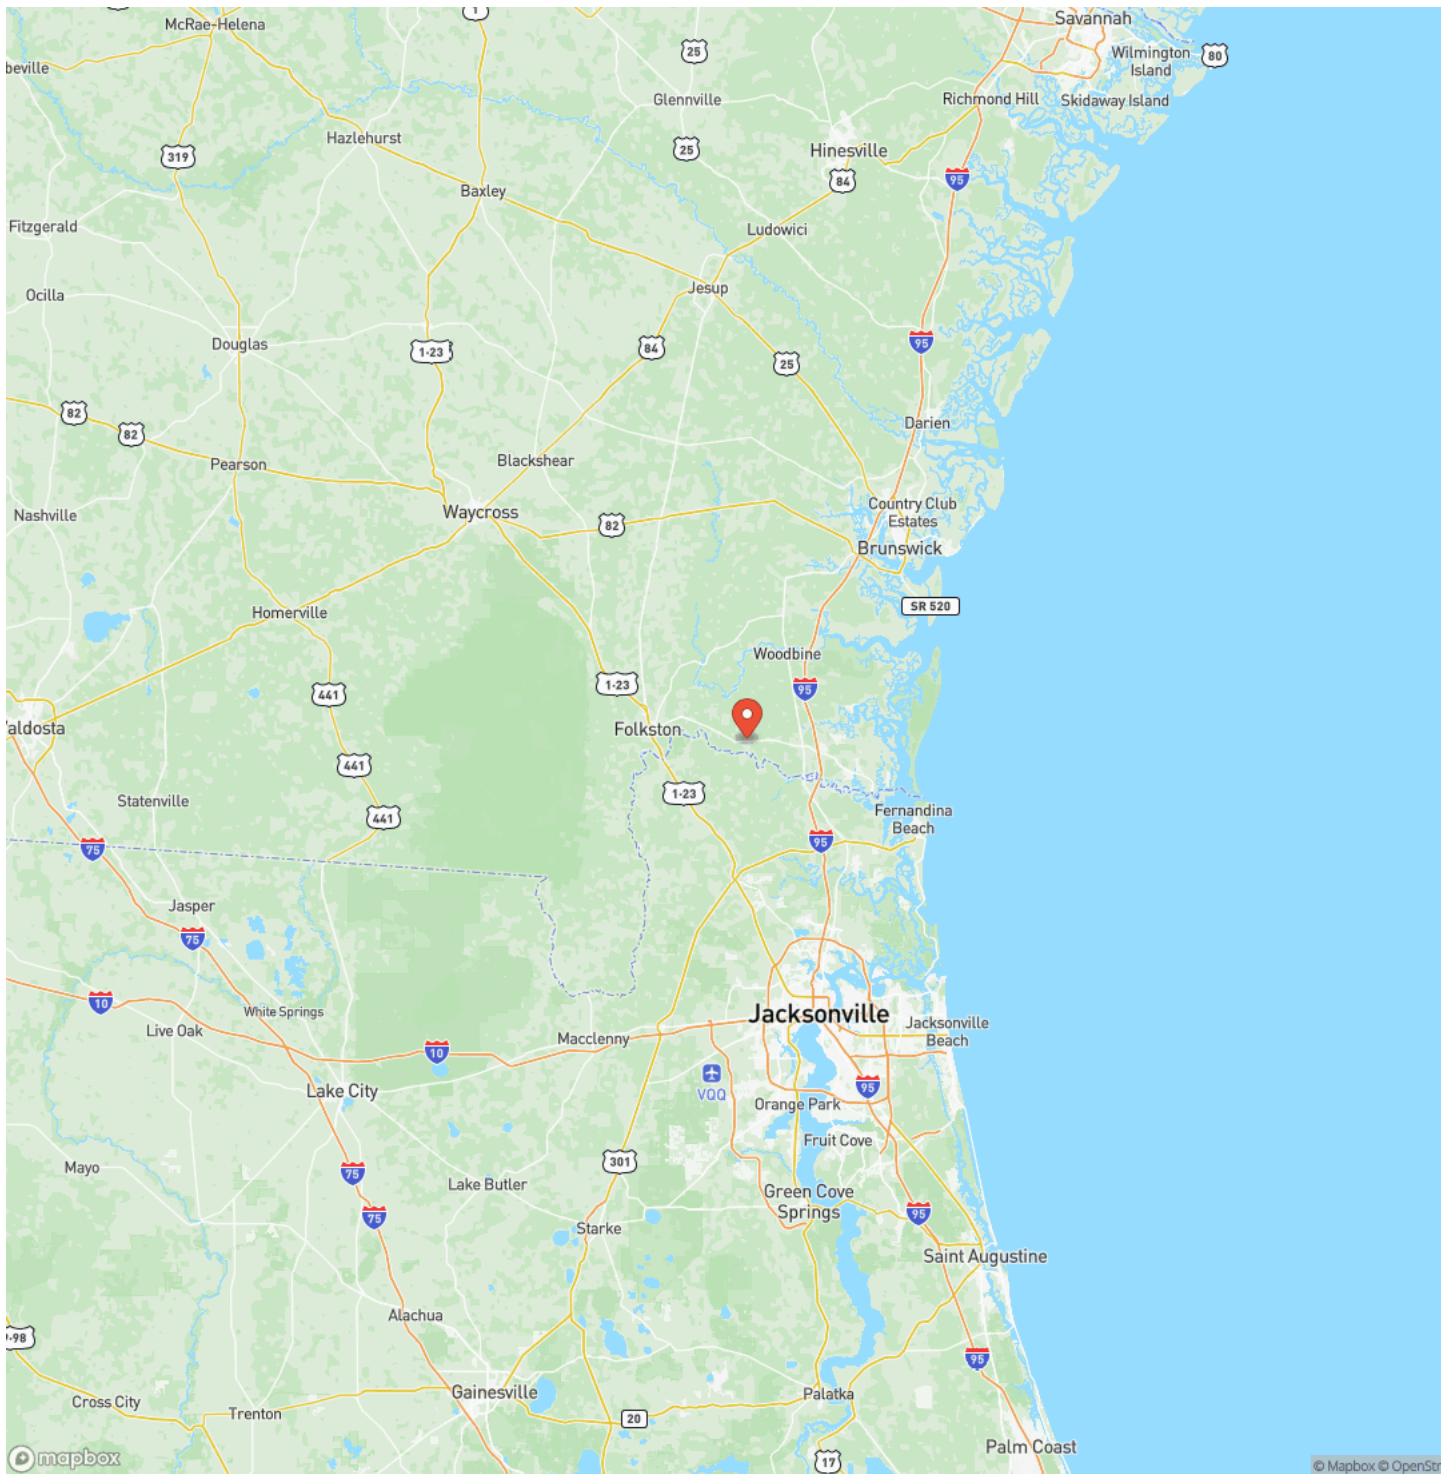 Savannah
McRae-Helena
1
25
Wilmington
Island
80
beville
Glennville
Richmond Hill
Skidaway Island
Hazlehurst
319
25
Hinesville
84
95
Baxley
Fitzgerald
Ludowici
Ocilla
Jesup
Douglas
1-23
84
95
25
82
82
Darien
Pearson
Blackshear
Nashville
Waycross
82
Country Club
Estates
Brunswick
Homerville
SR 520
Woodbine
441
1-23
95
aldosta
Folkston
441
1-23
Statenville
441
Fernandina
Beach
75
95
Jasper
75
10
White Springs
Live Oak
Jacksonville
Jacksonville
Beach
Macclenny
10
VQQ
95
Lake City
Orange Park
Fruit Cove
301
Mayo
75
Lake Butler
Green Cove
Springs
75
95
Starke
Saint Augustine
Alachua
-98
95
Gainesville
Palatka
Cross City
Trenton
20
Palm Coast
mapbox
17
© Mapbox © OpenStr